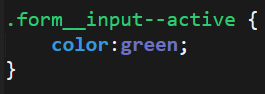 .form__input--active {
    color:green;
}